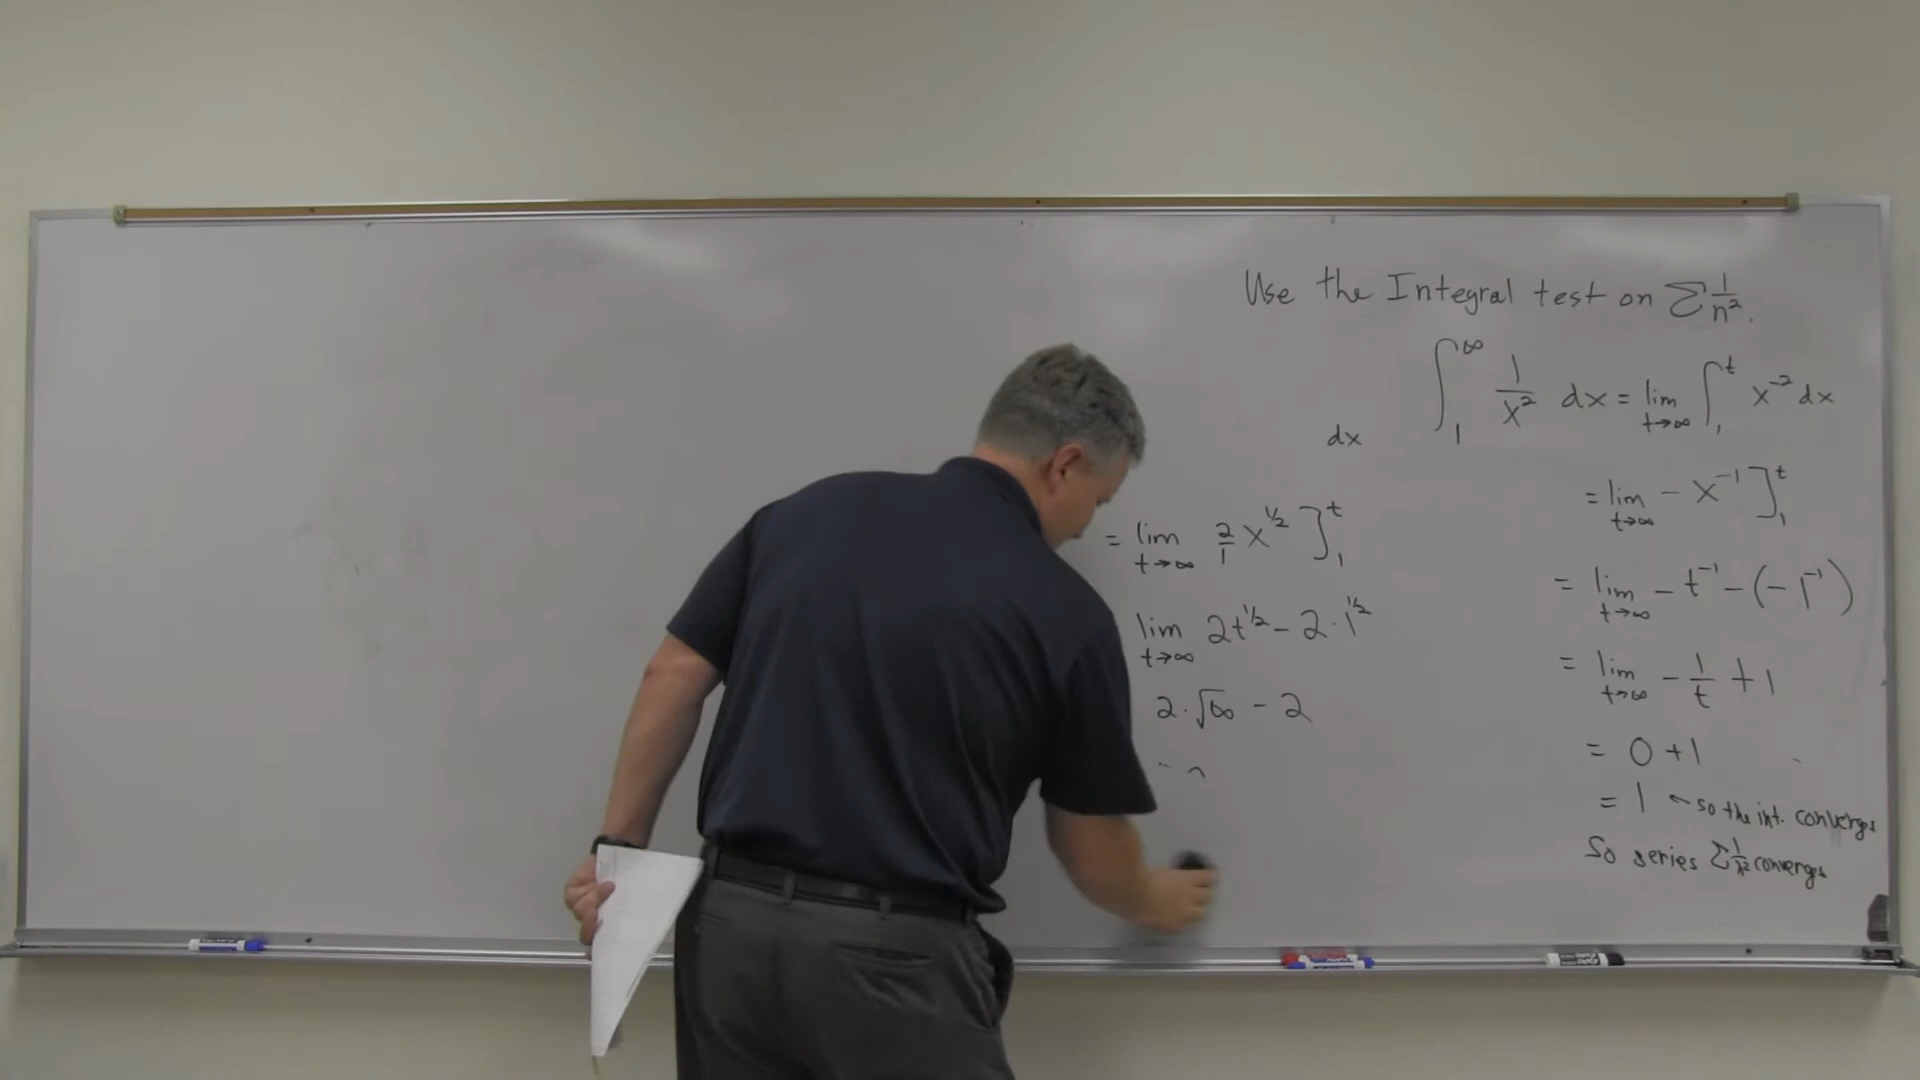 Use the Integral test on ∑ 1/n².
∫₁^∞ 1/x² dx = lim t→∞ ∫₁^t x⁻² dx
= lim t→∞ - x⁻¹ ]₁^t
= lim t→∞ - t⁻¹ - (- 1⁻¹)
= lim t→∞ - 1/t + 1
= 0 + 1
= 1 ← so the int. converges
So series ∑ 1/n² converges
dx
= lim t→∞ 2/1 x^½ ]₁^t
lim t→∞ 2t^½ - 2·1^½
2·√∞ - 2